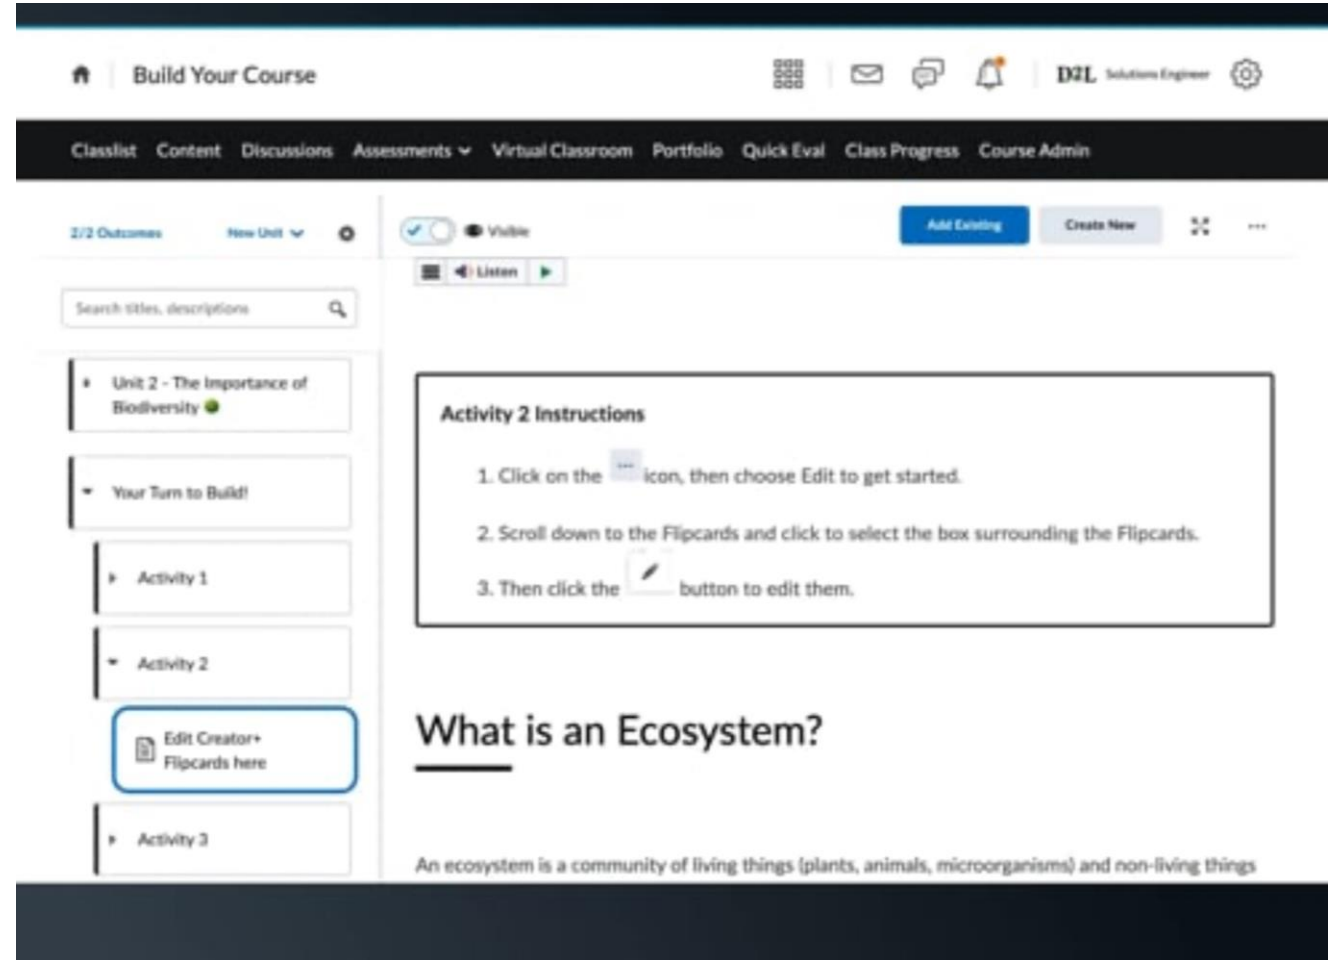 Build Your Course
D2L Solutions Engineer
Classlist Content Discussions Assessments Virtual Classroom Portfolio Quick Eval Class Progress Course Admin
2/2 Outcomes New Unit
Visible
Add Existing
Create New
Listen
Search titles, descriptions
Unit 2 - The Importance of
Biodiversity
Your Turn to Build!
Activity 1
Activity 2
Edit Creator+
Flipcards here
Activity 3
Activity 2 Instructions
1. Click on the ... icon, then choose Edit to get started.
2. Scroll down to the Flipcards and click to select the box surrounding the Flipcards.
3. Then click the button to edit them.
What is an Ecosystem?
An ecosystem is a community of living things (plants, animals, microorganisms) and non-living things